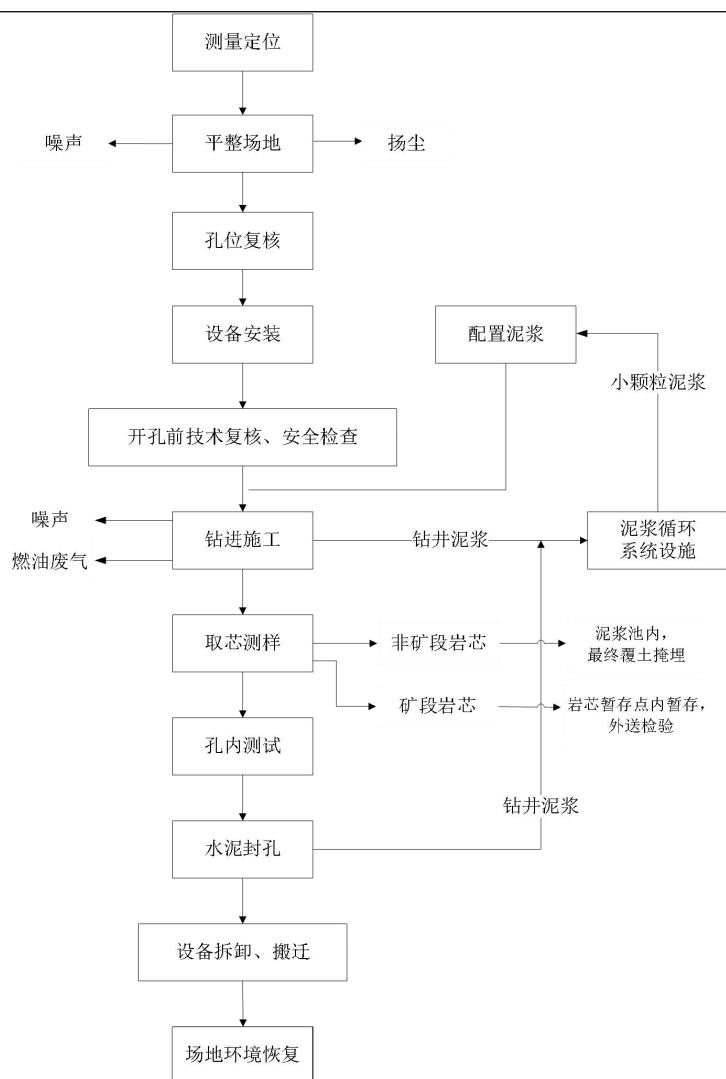 测量定位
噪声
平整场地
扬尘
孔位复核
设备安装
配置泥浆
小颗粒泥浆
开孔前技术复核、安全检查
噪声
燃油废气
钻进施工
钻井泥浆
泥浆循环
系统设施
取芯测样
非矿段岩芯
泥浆池内，
最终覆土掩埋
矿段岩芯
岩芯暂存点内暂存，
外送检验
孔内测试
钻井泥浆
水泥封孔
设备拆卸、搬迁
场地环境恢复